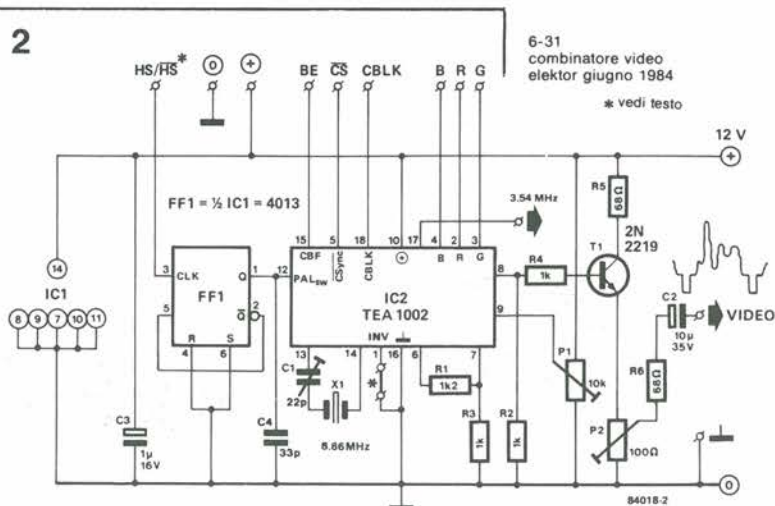 2
6-31
combinatore video
elektor giugno 1984
* vedi testo
HS/H̅S̅ *
0
+
BE
C̅S̅
CBLK
B
R
G
12 V
+
FF1 = ½ IC1 = 4013
3.54 MHz
R5
68Ω
2N
2219
T1
14
IC1
8 9 7 10 11
3
CLK
Q
1
5
FF1
Q̅
2
R
S
4
6
15
5
18
10
17
4
2
3
CBF
C̅S̅y̅n̅c̅
CBLK
+
B
R
G
12
PALsw
IC2
TEA 1002
8
9
INV
13
14
1
16
6
7
R4
1k
C2
10µ
35V
VIDEO
P1
10k
R6
68Ω
P2
100Ω
C1
22p
X1
8.66MHz
*
R1
1k2
R3
1k
R2
1k
C3
1µ
16V
C4
33p
0
84018-2